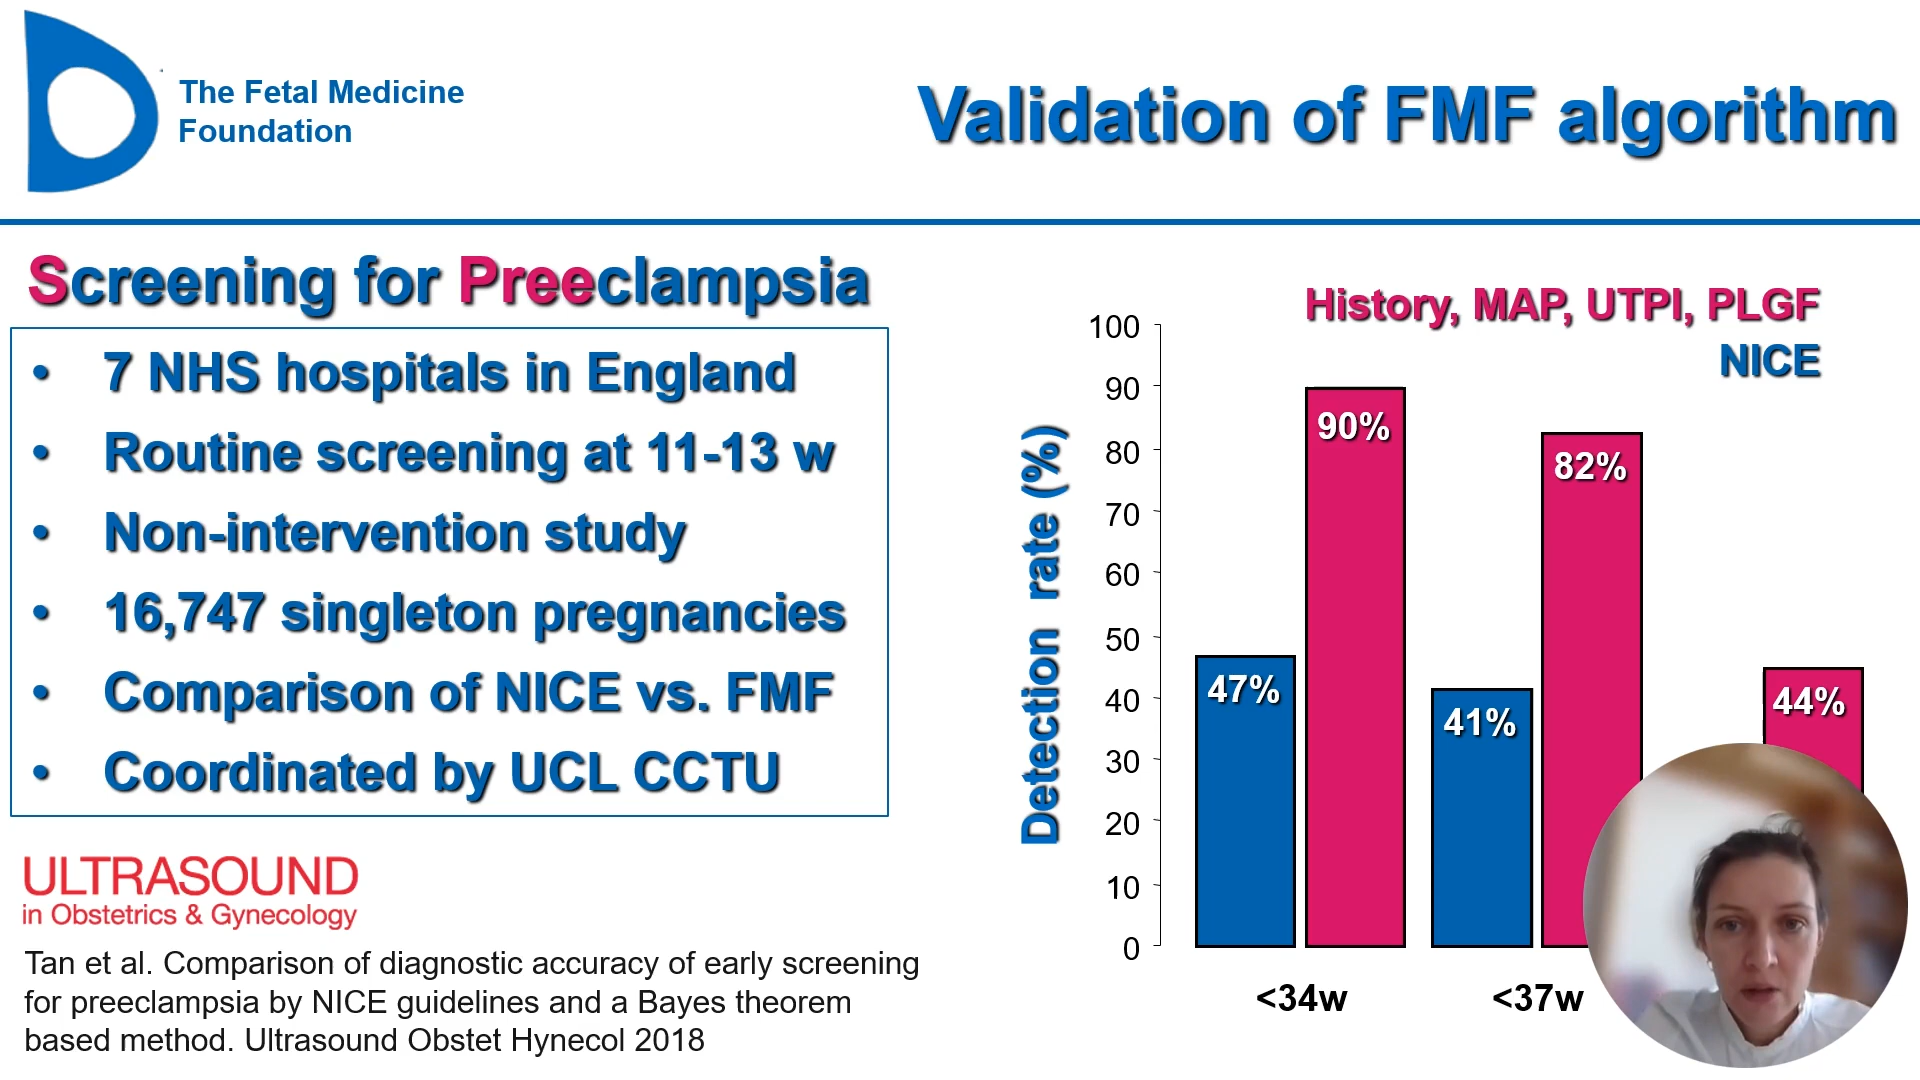 The Fetal Medicine
Foundation
Validation of FMF algorithm
Screening for Preeclampsia
• 7 NHS hospitals in England
• Routine screening at 11-13 w
• Non-intervention study
• 16,747 singleton pregnancies
• Comparison of NICE vs. FMF
• Coordinated by UCL CCTU
ULTRASOUND
in Obstetrics & Gynecology
Tan et al. Comparison of diagnostic accuracy of early screening
for preeclampsia by NICE guidelines and a Bayes theorem
based method. Ultrasound Obstet Hynecol 2018
History, MAP, UTPI, PLGF
NICE
Detection rate (%)
100
90
80
70
60
50
40
30
20
10
0
47%
90%
41%
82%
44%
<34w
<37w